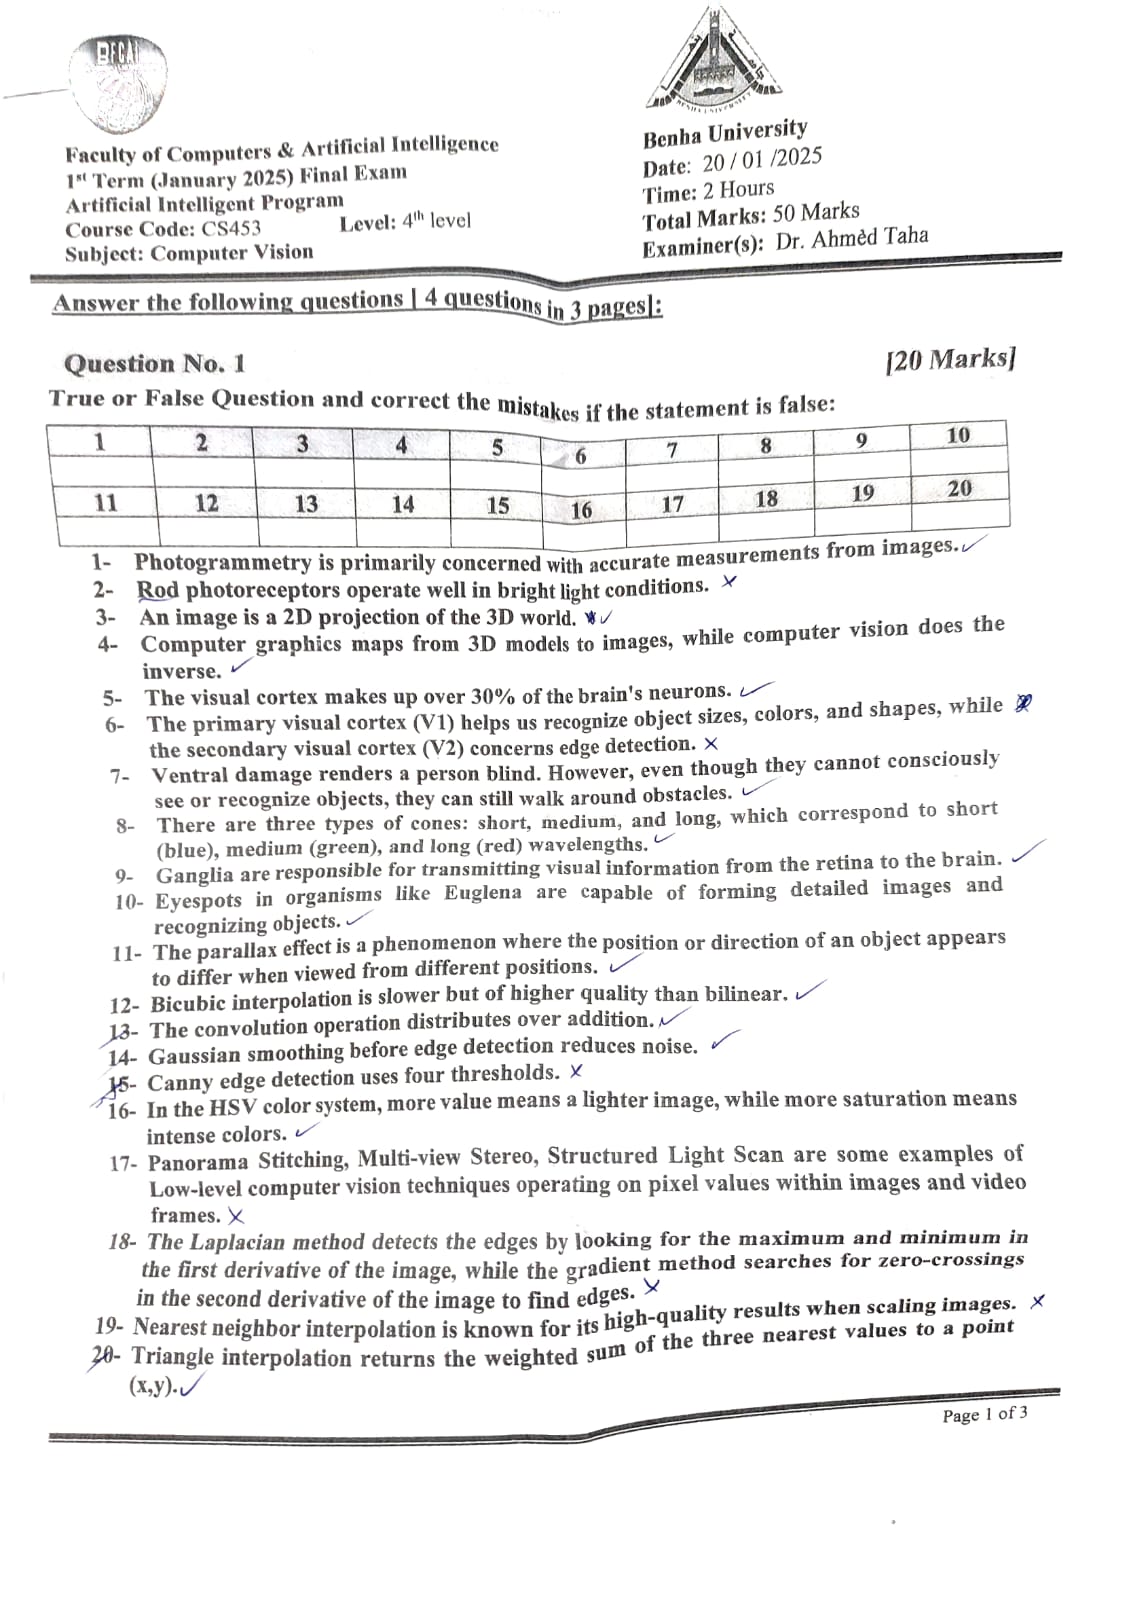 BFCAI
BENHA UNIVERSITY
Faculty of Computers & Artificial Intelligence
1st Term (January 2025) Final Exam
Artificial Intelligent Program
Course Code: CS453 Level: 4th level
Subject: Computer Vision
Benha University
Date: 20 / 01 /2025
Time: 2 Hours
Total Marks: 50 Marks
Examiner(s): Dr. Ahmed Taha
Answer the following questions [ 4 questions in 3 pages]:
Question No. 1 [20 Marks]
True or False Question and correct the mistakes if the statement is false:
1 2 3 4 5 6 7 8 9 10
11 12 13 14 15 16 17 18 19 20
1- Photogrammetry is primarily concerned with accurate measurements from images. ✓
2- Rod photoreceptors operate well in bright light conditions. ✗
3- An image is a 2D projection of the 3D world. ✓
4- Computer graphics maps from 3D models to images, while computer vision does the
inverse. ✓
5- The visual cortex makes up over 30% of the brain's neurons. ✓
6- The primary visual cortex (V1) helps us recognize object sizes, colors, and shapes, while
the secondary visual cortex (V2) concerns edge detection. ✗
7- Ventral damage renders a person blind. However, even though they cannot consciously
see or recognize objects, they can still walk around obstacles. ✓
8- There are three types of cones: short, medium, and long, which correspond to short
(blue), medium (green), and long (red) wavelengths. ✓
9- Ganglia are responsible for transmitting visual information from the retina to the brain. ✓
10- Eyespots in organisms like Euglena are capable of forming detailed images and
recognizing objects. ✓
11- The parallax effect is a phenomenon where the position or direction of an object appears
to differ when viewed from different positions. ✓
12- Bicubic interpolation is slower but of higher quality than bilinear. ✓
13- The convolution operation distributes over addition. ✓
14- Gaussian smoothing before edge detection reduces noise. ✓
15- Canny edge detection uses four thresholds. ✗
16- In the HSV color system, more value means a lighter image, while more saturation means
intense colors. ✓
17- Panorama Stitching, Multi-view Stereo, Structured Light Scan are some examples of
Low-level computer vision techniques operating on pixel values within images and video
frames. ✗
18- The Laplacian method detects the edges by looking for the maximum and minimum in
the first derivative of the image, while the gradient method searches for zero-crossings
in the second derivative of the image to find edges. ✗
19- Nearest neighbor interpolation is known for its high-quality results when scaling images. ✗
20- Triangle interpolation returns the weighted sum of the three nearest values to a point
(x,y). ✓
Page 1 of 3